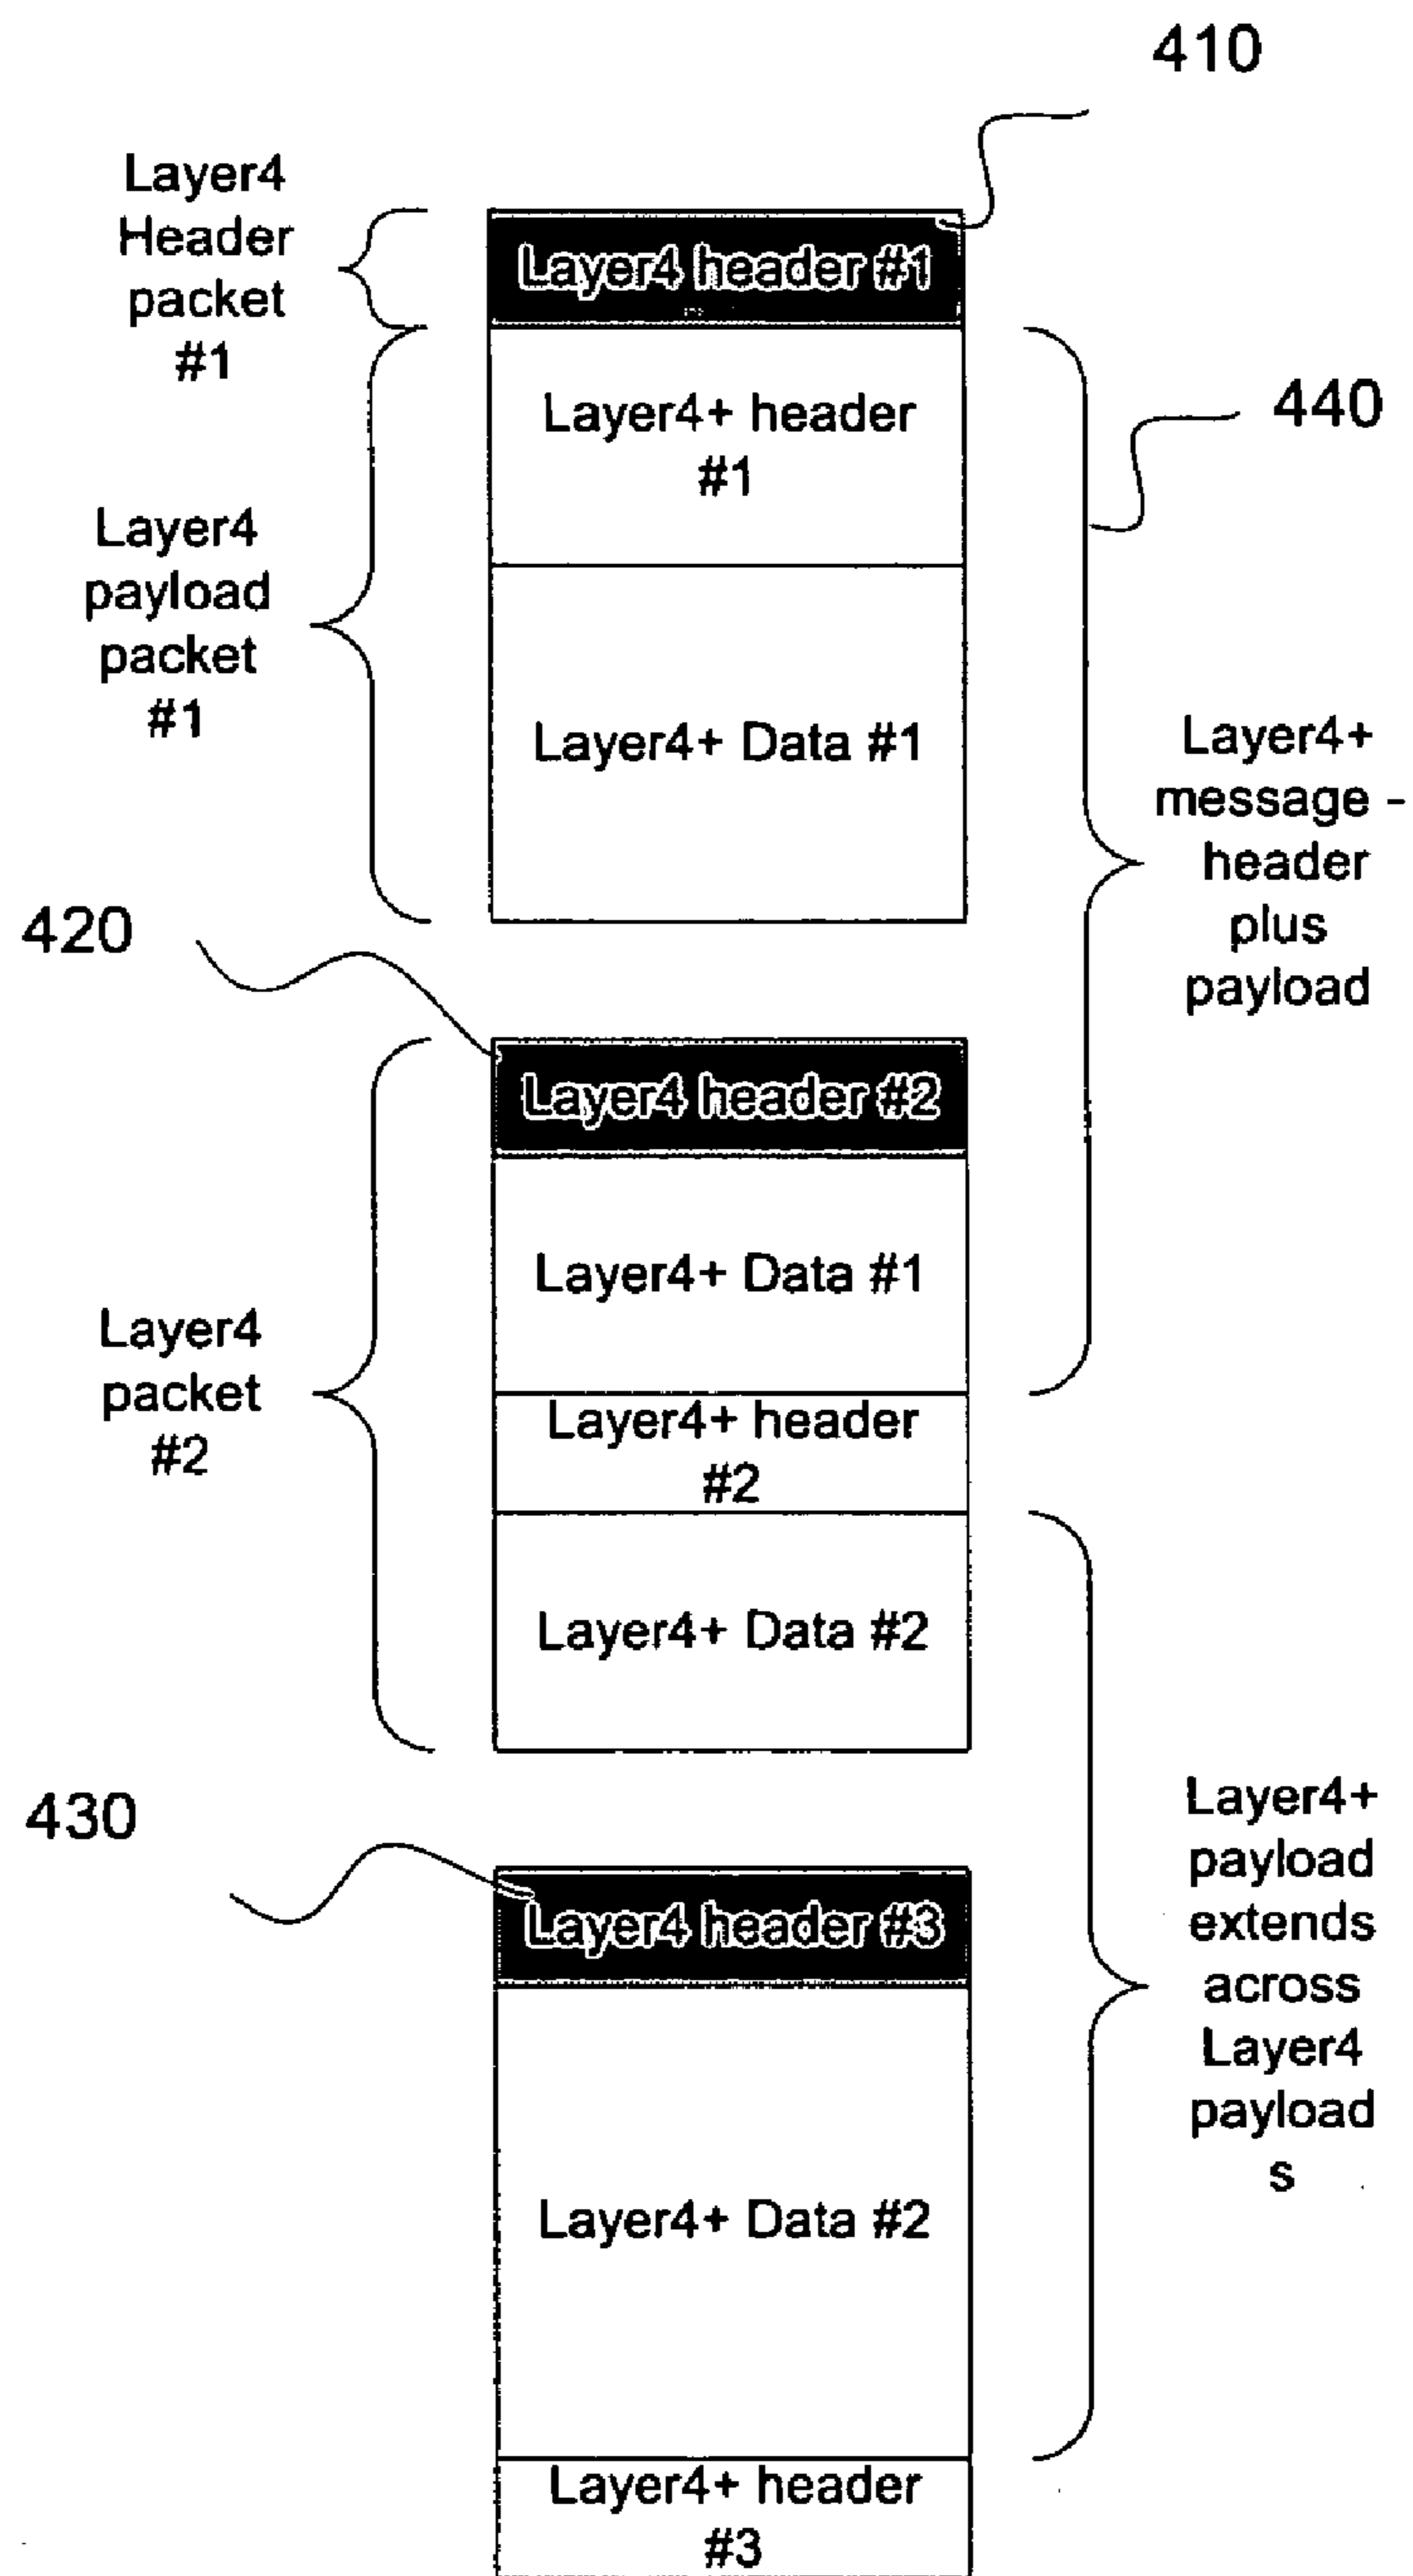 410
Layer4
Header
packet
#1
Layer4 header #1
Layer4+ header
#1
440
Layer4
payload
packet
#1
Layer4+ Data #1
Layer4+
message -
header
plus
payload
420
Layer4 header #2
Layer4+ Data #1
Layer4
packet
#2
Layer4+ header
#2
Layer4+ Data #2
430
Layer4+
payload
extends
across
Layer4
payload
s
Layer4 header #3
Layer4+ Data #2
Layer4+ header
#3